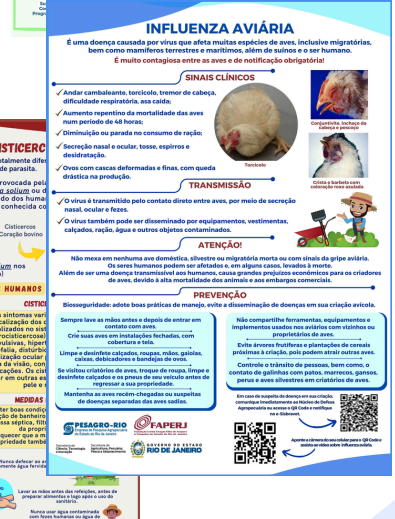 INFLUENZA AVIÁRIA
É uma doença causada por vírus que afeta muitas espécies de aves, inclusive migratórias,
bem como mamíferos terrestres e marítimos, além de suínos e o ser humano.
É muito contagiosa entre as aves e de notificação obrigatória!
SINAIS CLÍNICOS
Andar cambaleante, torcicolo, tremor de cabeça,
dificuldade respiratória, asa caída;
Aumento repentino da mortalidade das aves
num período de 48 horas;
Diminuição ou parada no consumo de ração;
Secreção nasal e ocular, tosse, espirros e
desidratação.
Ovos com cascas deformadas e finas, com queda
drástica na produção.
Torcicolo
Conjuntivite, inchaço da
cabeça e pescoço
Crista e barbela com
coloração roxo azulada
TRANSMISSÃO
O vírus é transmitido pelo contato direto entre aves, por meio de secreção
nasal, ocular e fezes.
O vírus também pode ser disseminado por equipamentos, vestimentas,
calçados, ração, água e outros objetos contaminados.
ATENÇÃO!
Não mexa em nenhuma ave doméstica, silvestre ou migratória morta ou com sinais da gripe aviária.
Os seres humanos podem ser afetados e, em alguns casos, levados à morte.
Além de ser uma doença transmissível aos humanos, causa grandes prejuízos econômicos para os criadores
de aves, devido à alta mortalidade dos animais e aos embargos comerciais.
PREVENÇÃO
Biosseguridade: adote boas práticas de manejo, evite a disseminação de doenças em sua criação avícola.
Sempre lave as mãos antes e depois de entrar em
contato com aves.
Crie suas aves em instalações fechadas, com
cobertura e tela.
Limpe e desinfete calçados, roupas, mãos, gaiolas,
caixas, debicadores e bandejas de ovos.
Se visitou criatórios de aves, troque de roupa, limpe e
desinfete calçados e os pneus de seu veículo antes de
regressar a sua propriedade.
Mantenha as aves recém-chegadas ou suspeitas
de doenças separadas das aves sadias.
Não compartilhe ferramentas, equipamentos e
implementos usados nos aviários com vizinhos ou
proprietários de aves.
Evite árvores frutíferas e plantações de cereais
próximas à criação, pois podem atrair outras aves.
Controle o trânsito de pessoas, bem como, o
contato de galinhas com patos, marrecos, gansos,
perus e aves silvestres em criatórios de aves.
Em caso de suspeita de doença em sua criação,
comunique imediatamente ao Núcleo de Defesa
Agropecuária ou acesse o QR Code e notifique
no e-Sisbravet.
Aponte a câmera do seu celular para o QR Code e
assista ao vídeo sobre influenza aviária.
PESAGRO-RIO
FAPERJ
GOVERNO DO ESTADO
RIO DE JANEIRO
ISTICERC
de parasita.
Cisticercos
Coração bovino
HUMANOS
MEDIDAS
Lavar as mãos antes das refeições, antes de
preparar alimentos e logo após o uso do
sanitário.
Nunca usar água contaminada
com fezes humanas ou água de